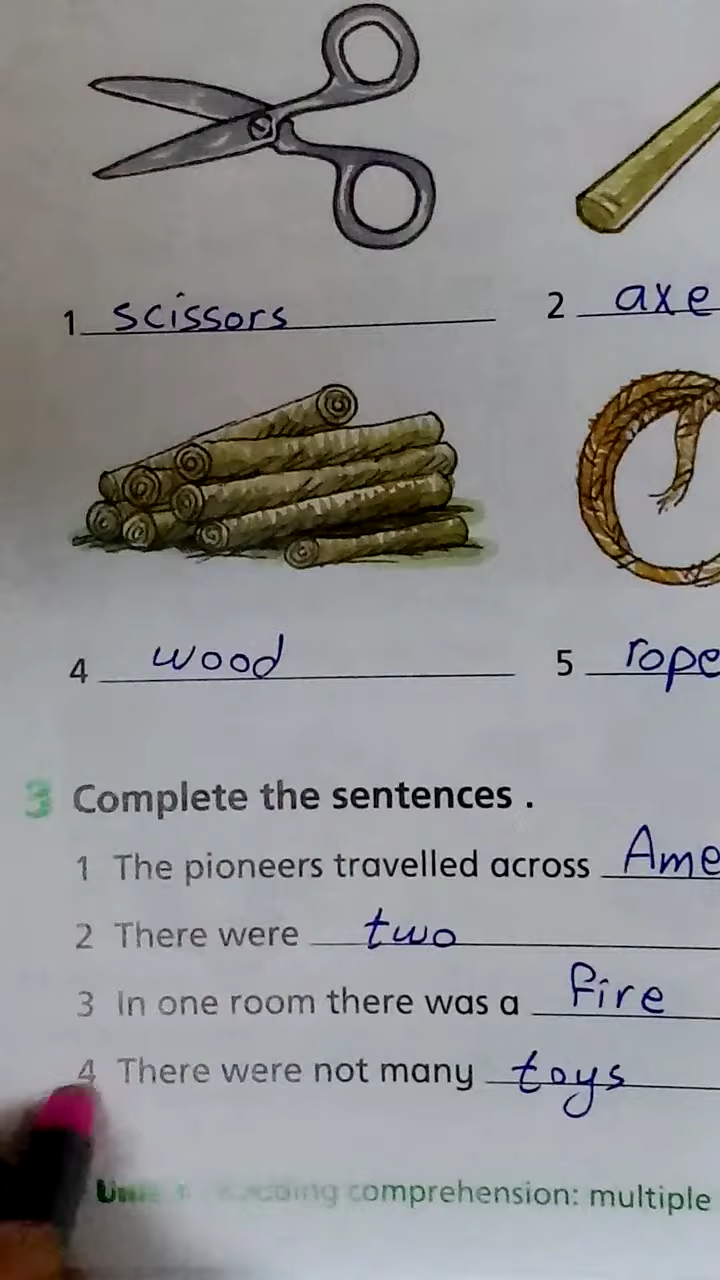 1 scissors
2 axe
4 wood
5 rope
3 Complete the sentences .
1 The pioneers travelled across Ame
2 There were two
3 In one room there was a fire
4 There were not many toys
comprehension: multiple